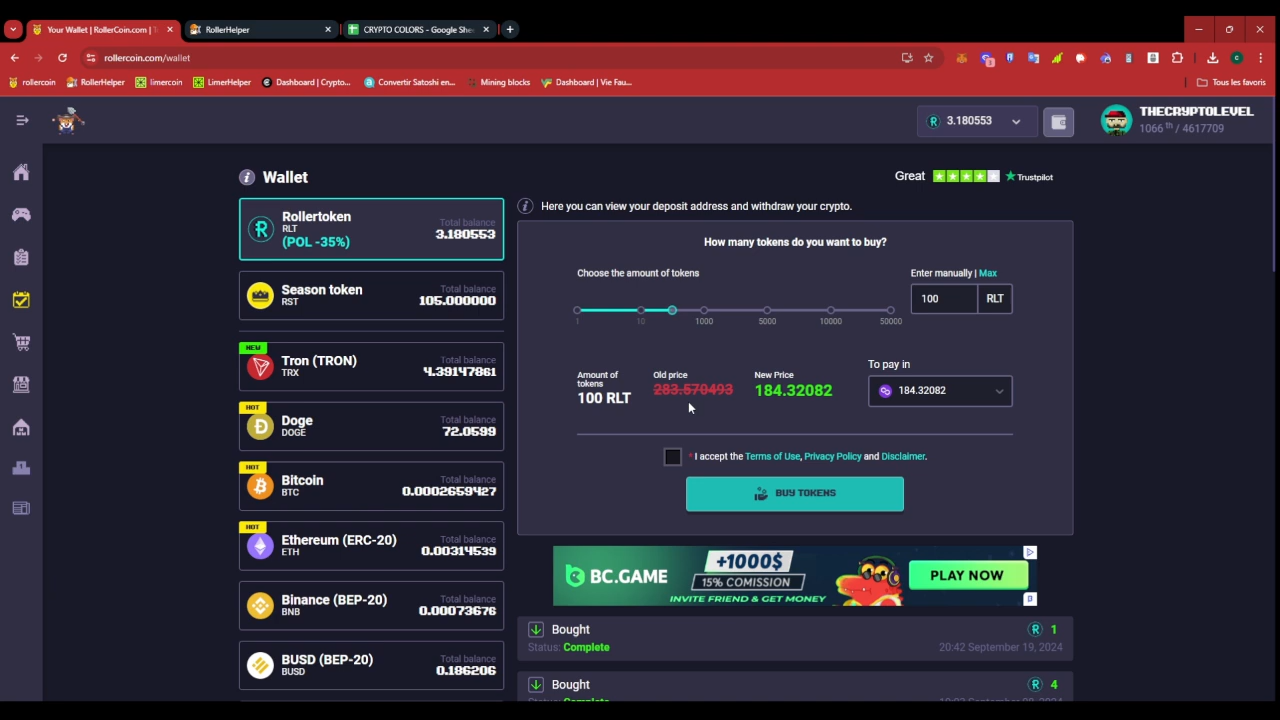 Your Wallet | RollerCoin.com |
RollerHelper
CRYPTO COLORS - Google She
rollercoin.com/wallet
rollercoin
RollerHelper
limercoin
LimerHelper
Dashboard | Crypto...
Convertir Satoshi en...
Mining blocks
Dashboard | Vie Fau...
Tous les favoris
3.180553
THECRYPTOLEVEL
1066 th / 4617709
Wallet
Great
Trustpilot
Here you can view your deposit address and withdraw your crypto.
Rollertoken
RLT
(POL -35%)
Total balance
3.180553
Season token
RST
Total balance
105.000000
NEW
Tron (TRON)
TRX
Total balance
4.39147861
HOT
Doge
DOGE
Total balance
72.0599
HOT
Bitcoin
BTC
Total balance
0.0002659427
HOT
Ethereum (ERC-20)
ETH
Total balance
0.00314539
Binance (BEP-20)
BNB
Total balance
0.00073676
BUSD (BEP-20)
BUSD
Total balance
0.186206
How many tokens do you want to buy?
Choose the amount of tokens
Enter manually | Max
100 RLT
1 10 1000 5000 10000 50000
Amount of
tokens
100 RLT
Old price
283.570493
New Price
184.32082
To pay in
184.32082
* I accept the Terms of Use, Privacy Policy and Disclaimer.
BUY TOKENS
BC.GAME
+1000$
15% COMISSION
INVITE FRIEND & GET MONEY
PLAY NOW
Bought
1
Status: Complete
20:42 September 19, 2024
Bought
4